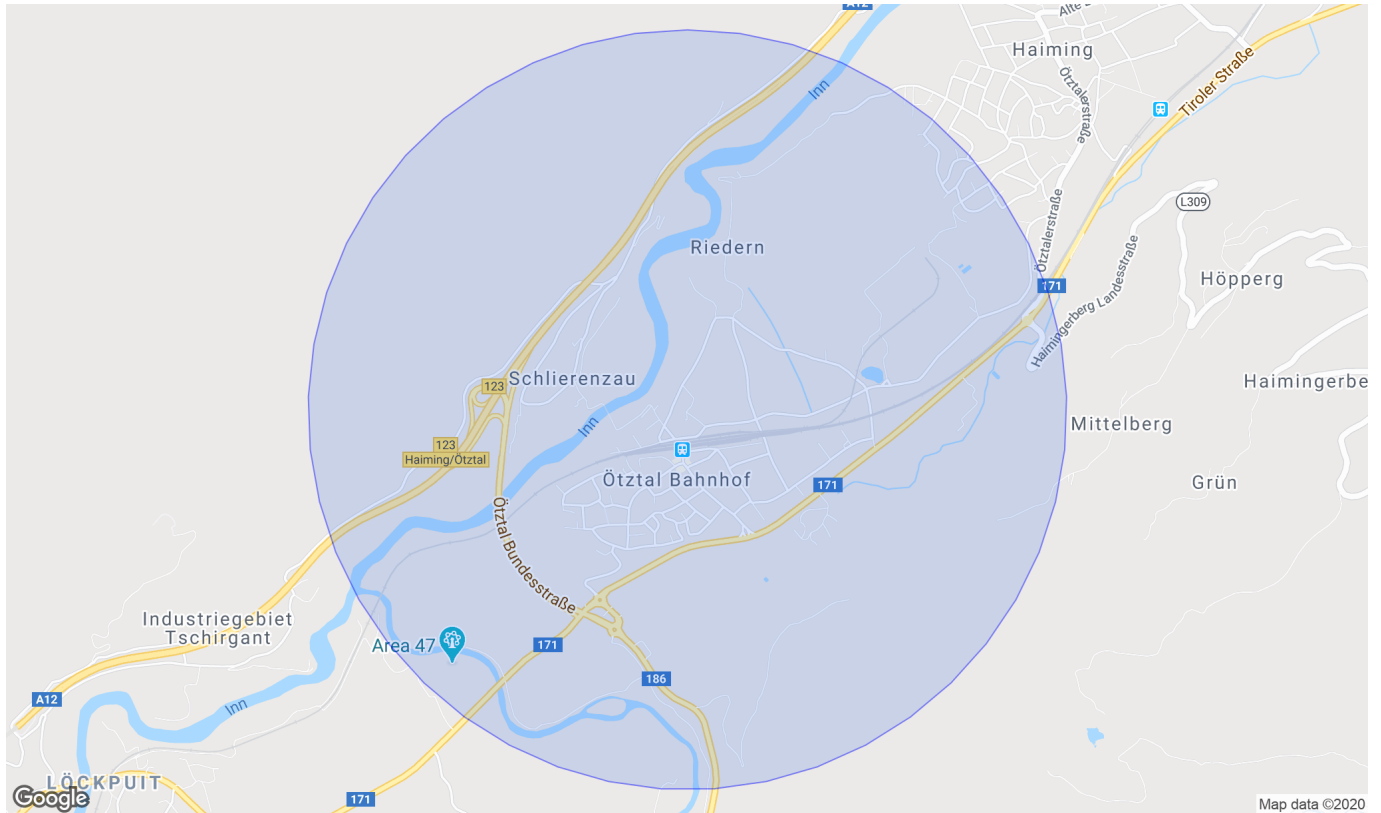 A12
Alte
Haiming
Inn
Ötztalerstraße
Tiroler Straße
L309
Riedern
Ötztalerstraße
Haimingerberg Landesstraße
Höpperg
171
123
Schlierenzau
Haimingerbe
Inn
Mittelberg
123
Haiming/Ötztal
Ötztal Bahnhof
171
Grün
Ötztal Bundesstraße
Industriegebiet
Tschirgant
Area 47
171
186
A12
Inn
LÖCKPUIT
171
Google
Map data ©2020